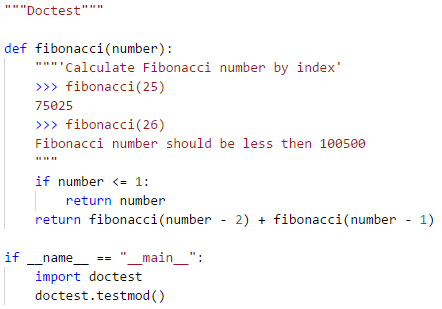 """Doctest"""
def fibonacci(number):
"""'Calculate Fibonacci number by index'
>>> fibonacci(25)
75025
>>> fibonacci(26)
Fibonacci number should be less then 100500
"""
if number <= 1:
return number
return fibonacci(number - 2) + fibonacci(number - 1)
if __name__ == "__main__":
import doctest
doctest.testmod()